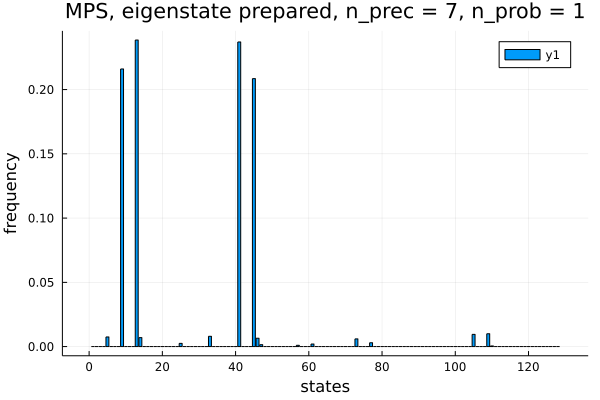 MPS, eigenstate prepared, n_prec = 7, n_prob = 1
y1
0.20
0.15
0.10
0.05
0.00
frequency
0 20 40 60 80 100 120
states